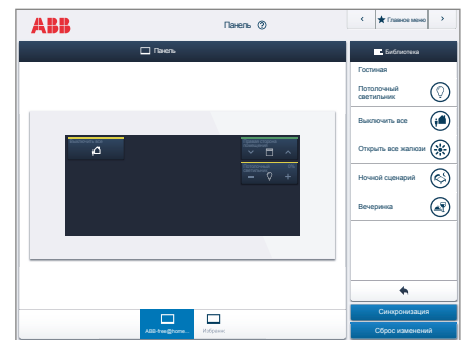 ABB
Панель
Главное меню
Панель
Библиотека
Гостиная
Потолочный
светильник
Выключить все
Открыть все жалюзи
Ночной сценарий
Вечеринка
ABB-free@home...
Избранн
Синхронизация
Сброс изменений